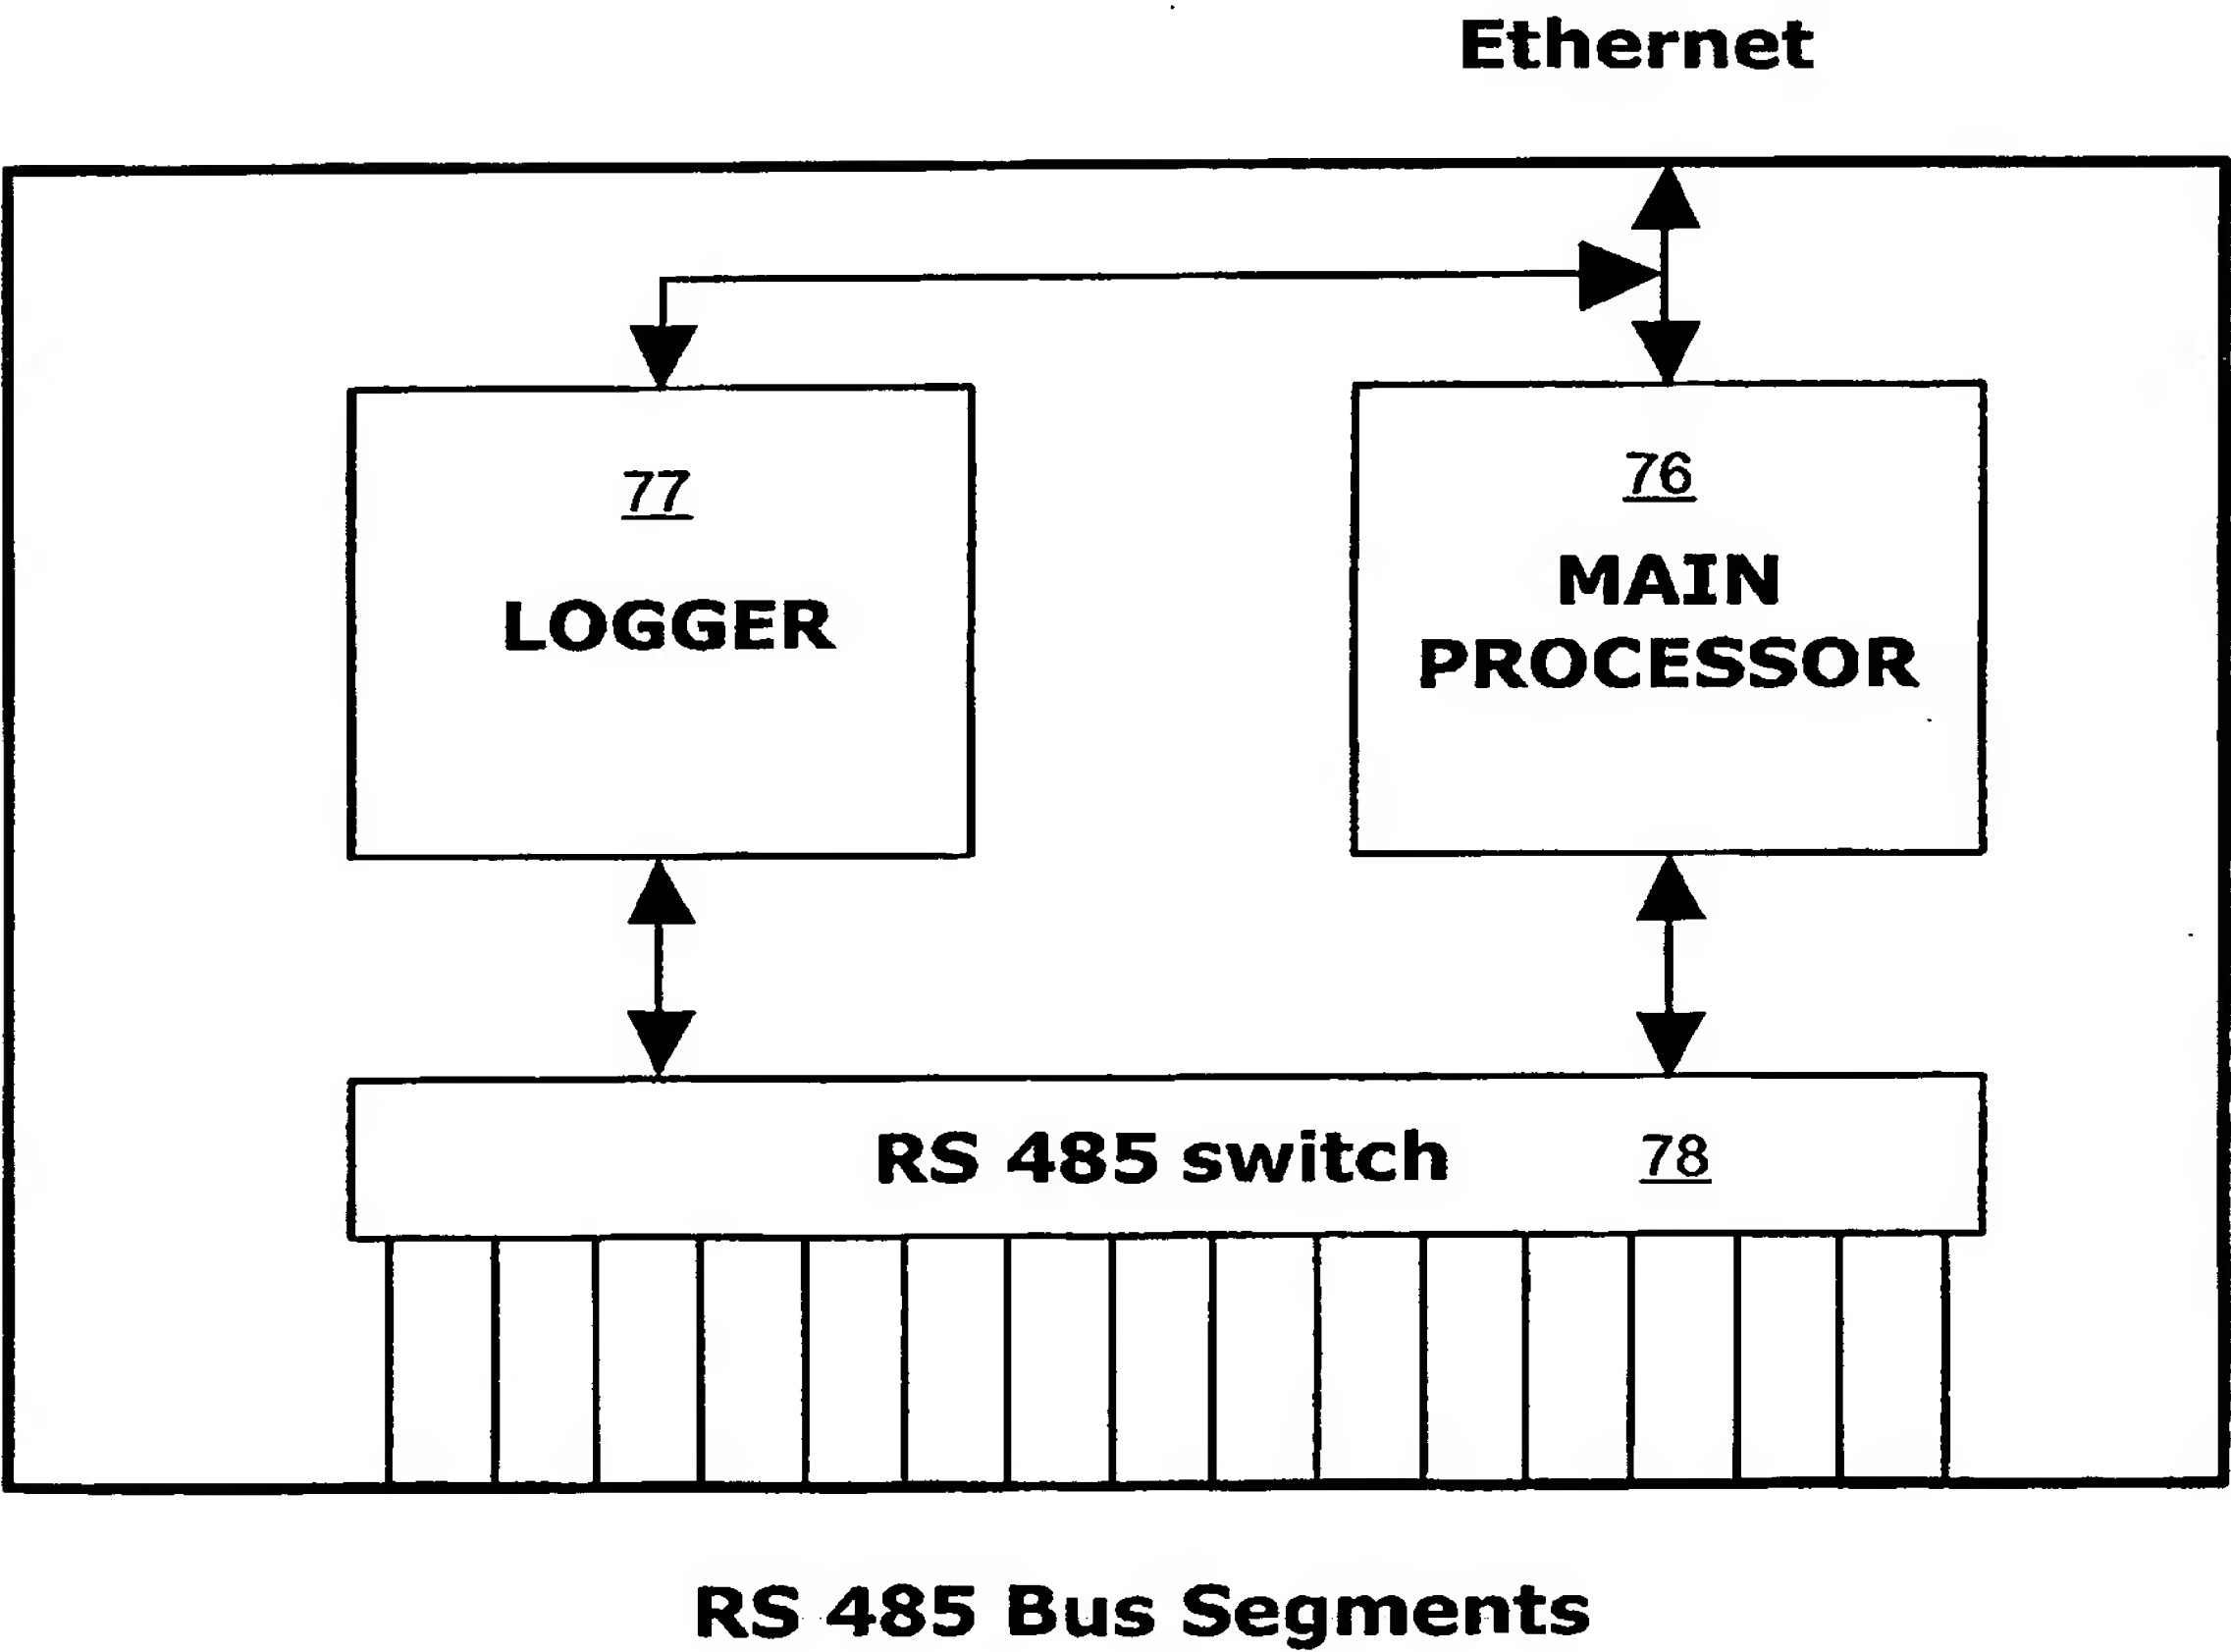 Ethernet
77
LOGGER
76
MAIN
PROCESSOR
RS 485 switch 78
RS 485 Bus Segments